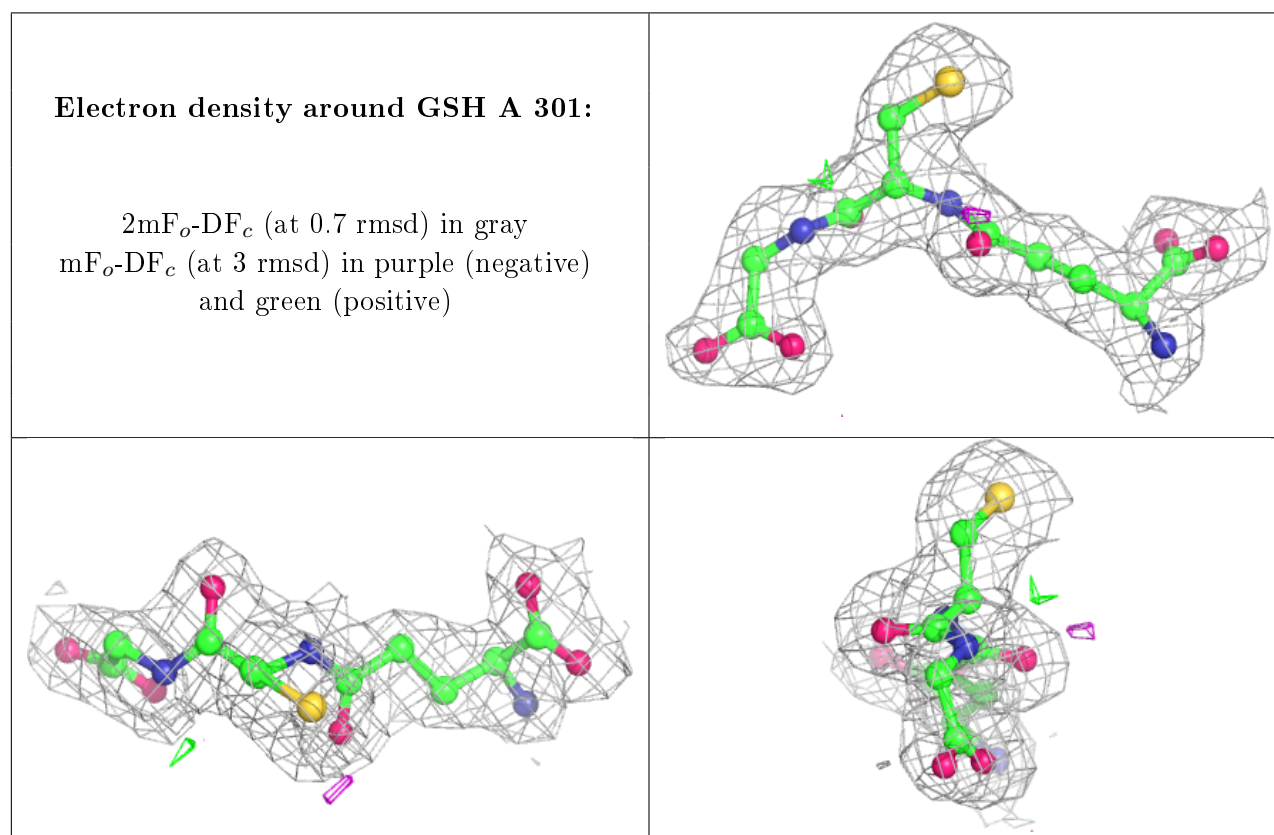 Electron density around GSH A 301:
2mFo-DFc (at 0.7 rmsd) in gray
mFo-DFc (at 3 rmsd) in purple (negative)
and green (positive)